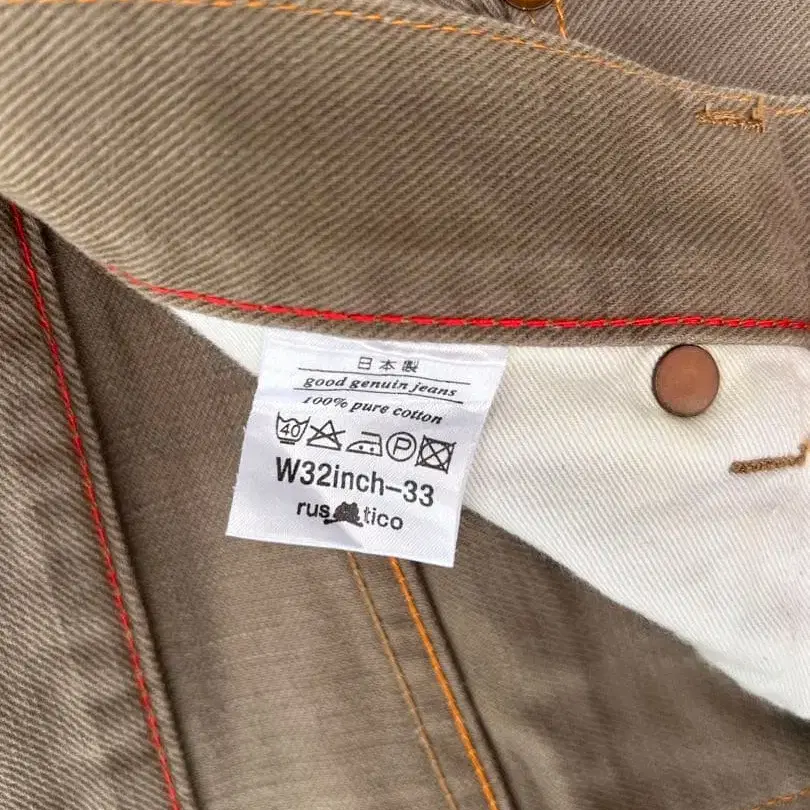 日本製
good genuin jeans
100% pure cotton
40 P
W32inch-33
rus tico